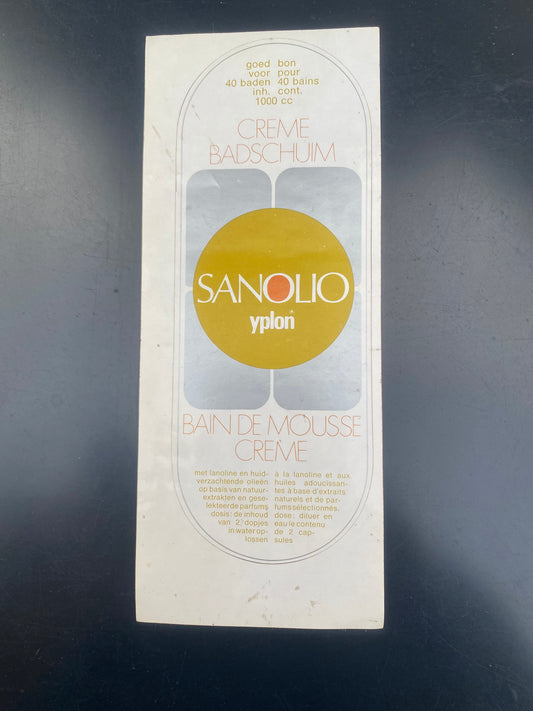 goed bon
voor pour
40 baden 40 bains
inh. cont.
1000 cc
CREME
BADSCHUIM
SANOLIO
yplon
BAIN DE MOUSSE
CREME
met lanoline en huid-
verzachtende olieën
op basis van natuur-
extrakten en gese-
lekteerde parfums
dosis: de inhoud
van 2 dopjes
in water op-
lossen
à la lanoline et aux
huiles adoucissan-
tes à base d'extraits
naturels et de par-
fums sélectionnés.
dose: diluer en
eau le contenu
de 2 cap-
sules